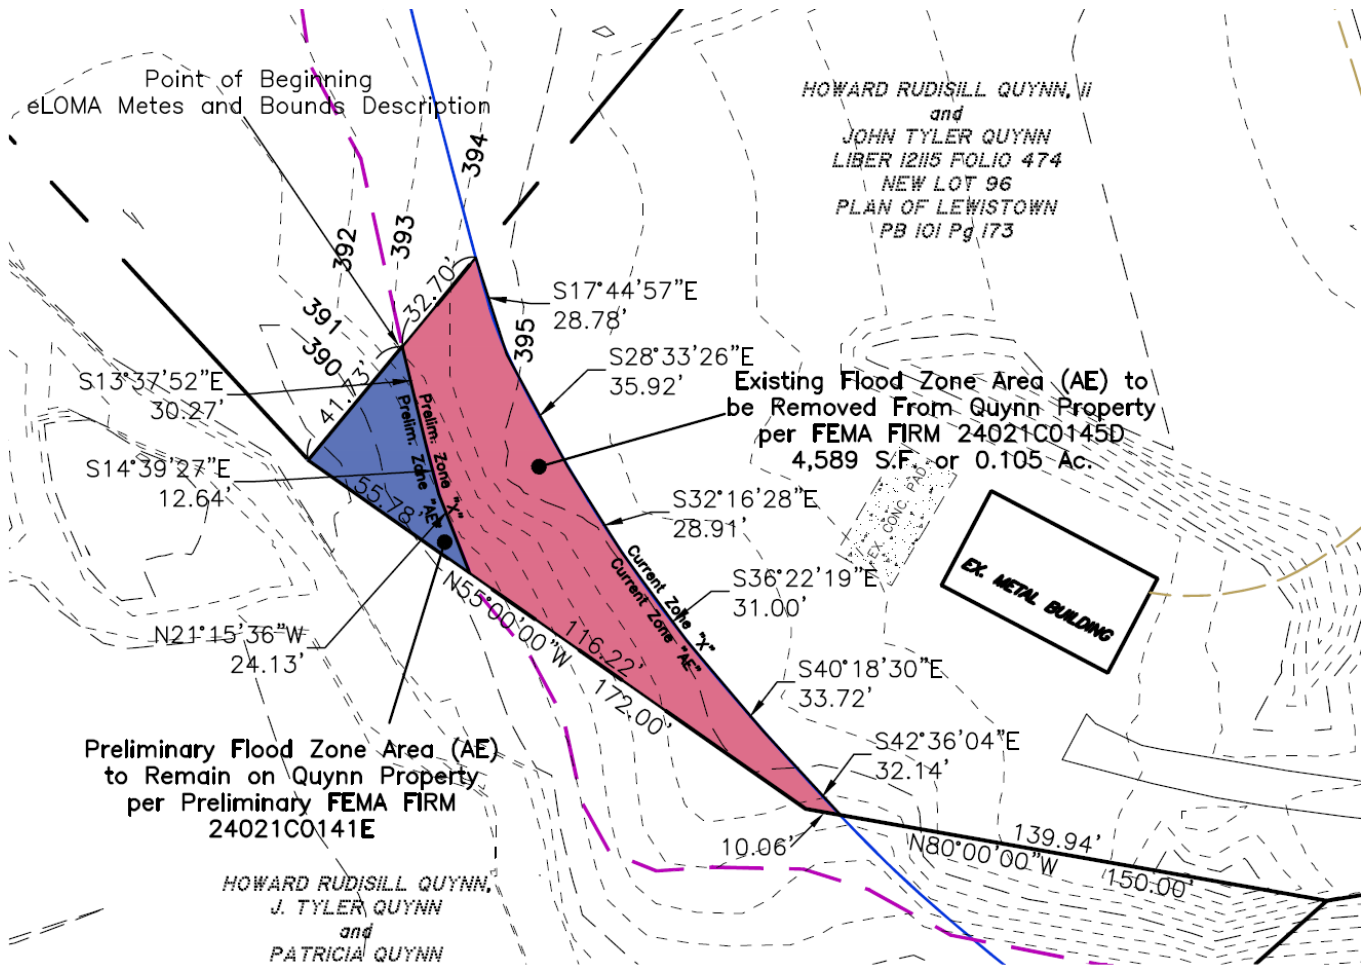 Point of Beginning
eLOMA Metes and Bounds Description
HOWARD RUDISILL QUYNN, II
and
JOHN TYLER QUYNN
LIBER 12115 FOLIO 474
NEW LOT 96
PLAN OF LEWISTOWN
PB 101 Pg 173
394
393
392
391
390
395
32.70'
41.73'
S17°44'57"E
28.78'
S28°33'26"E
35.92'
S13°37'52"E
30.27'
Existing Flood Zone Area (AE) to
be Removed From Quynn Property
per FEMA FIRM 24021C0145D
4,589 S.F. or 0.105 Ac.
Prelim. Zone "X"
Prelim. Zone "AE"
S14°39'27"E
12.64'
55.78'
S32°16'28"E
28.91'
EX. CONC. PAD
EX. METAL BUILDING
Current Zone "X"
Current Zone "AE"
S36°22'19"E
31.00'
N21°15'36"W
24.13'
N55°00'00"W
116.22'
172.00'
S40°18'30"E
33.72'
S42°36'04"E
32.14'
Preliminary Flood Zone Area (AE)
to Remain on Quynn Property
per Preliminary FEMA FIRM
24021C0141E
10.06'
139.94'
N80°00'00"W
150.00'
HOWARD RUDISILL QUYNN,
J. TYLER QUYNN
and
PATRICIA QUYNN